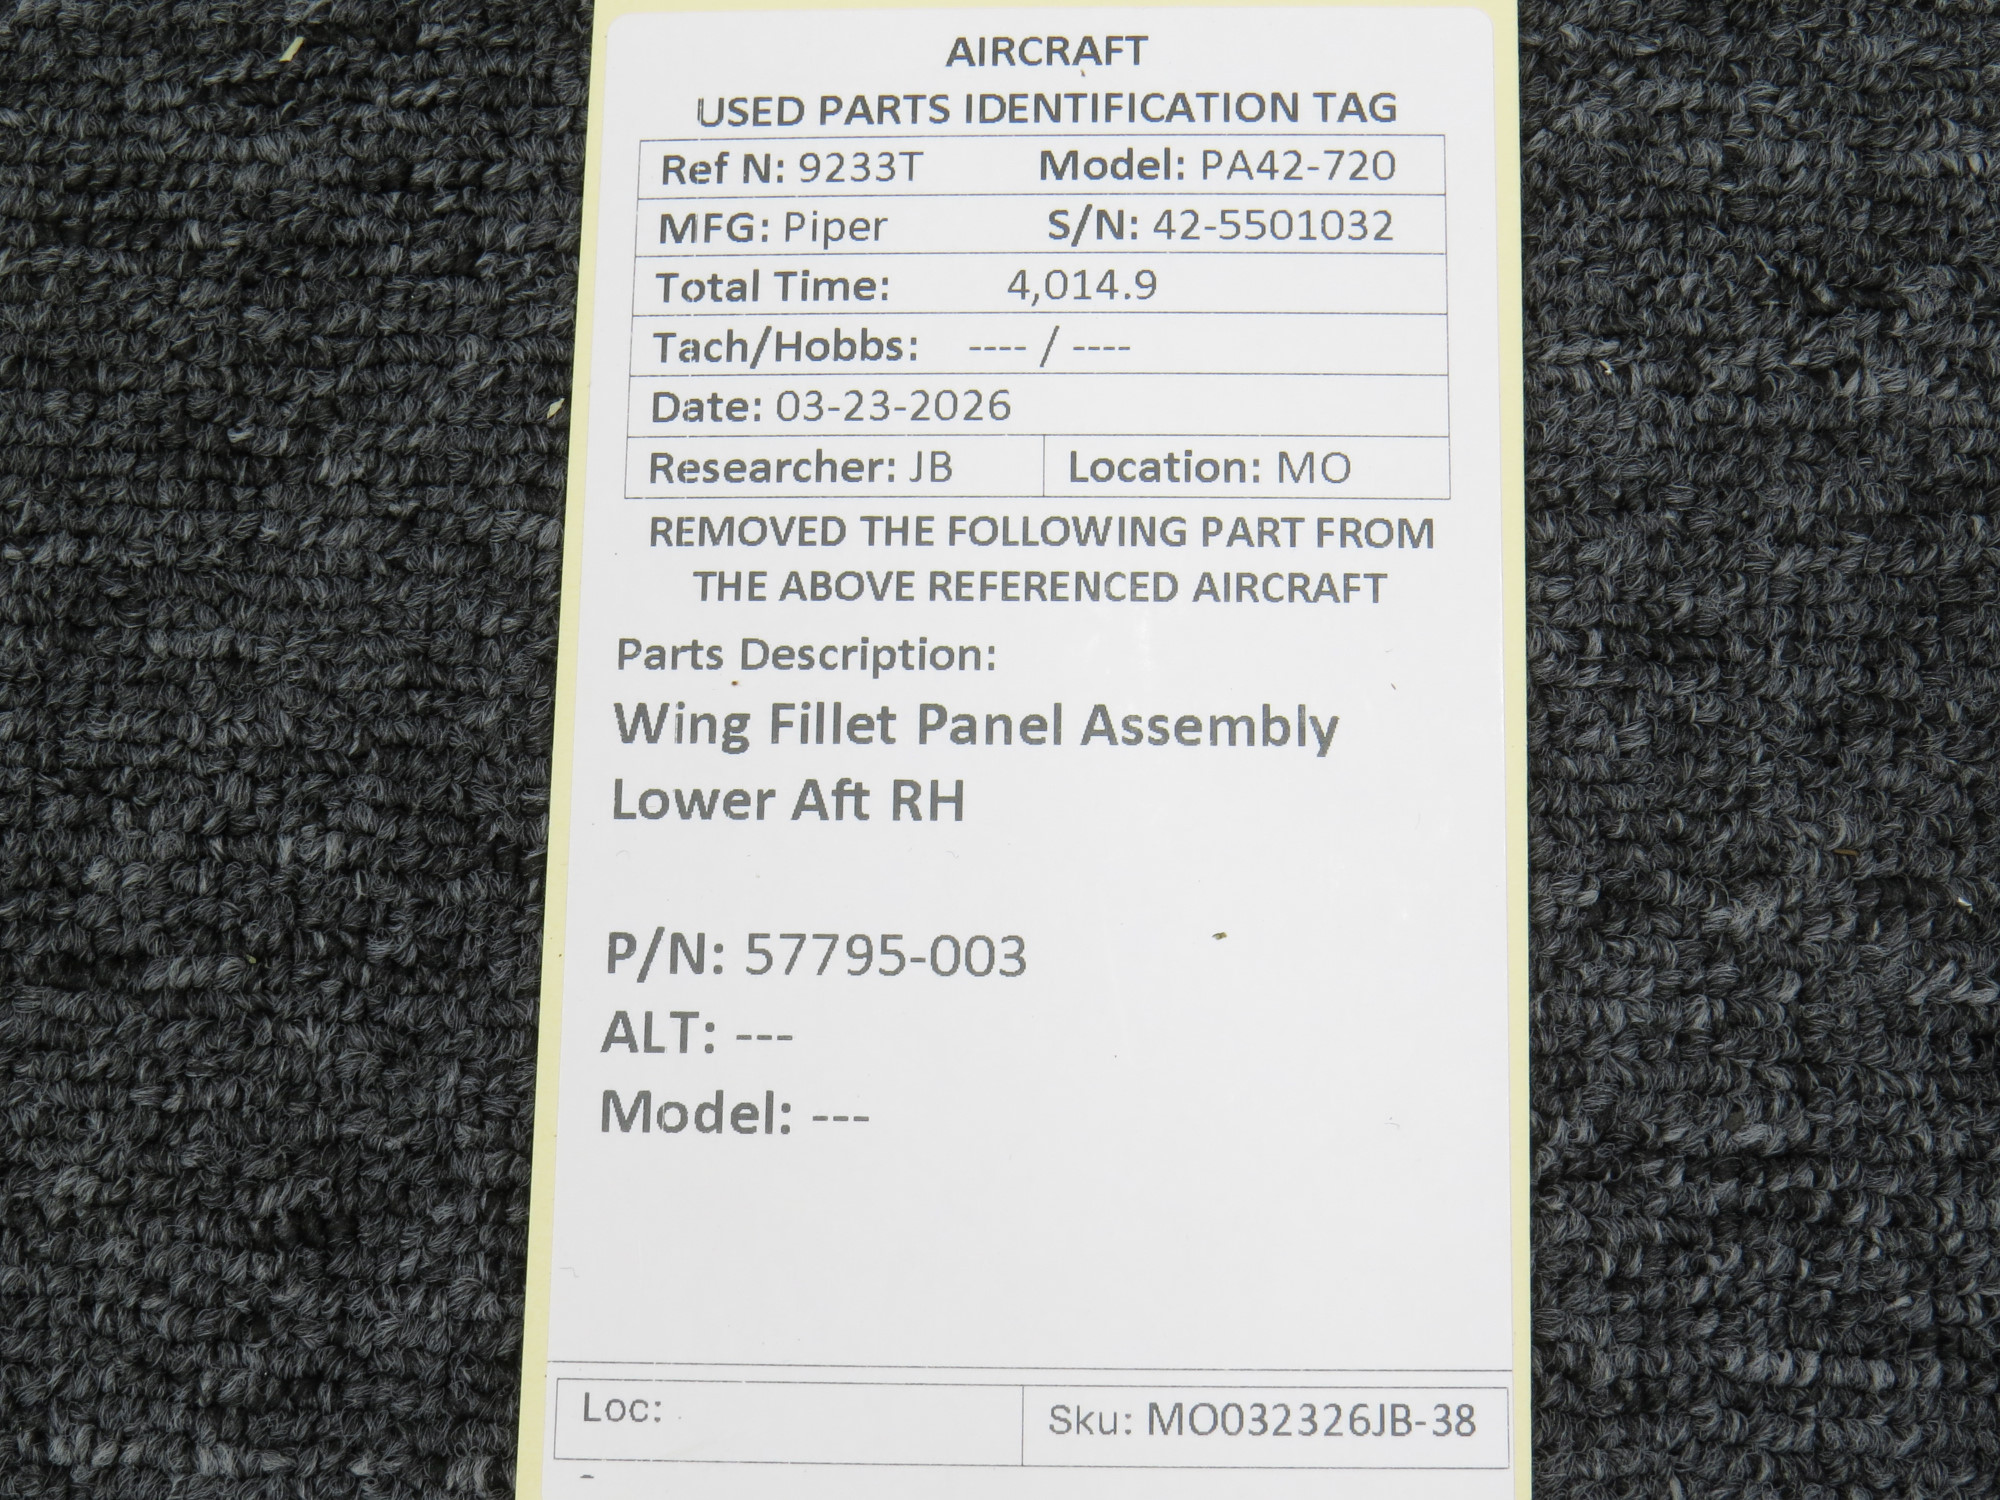 AIRCRAFT
USED PARTS IDENTIFICATION TAG
Ref N: 9233T Model: PA42-720
MFG: Piper S/N: 42-5501032
Total Time: 4,014.9
Tach/Hobbs: ---- / ----
Date: 03-23-2026
Researcher: JB Location: MO
REMOVED THE FOLLOWING PART FROM
THE ABOVE REFERENCED AIRCRAFT
Parts Description:
Wing Fillet Panel Assembly
Lower Aft RH
P/N: 57795-003
ALT: ---
Model: ---
Loc: Sku: MO032326JB-38